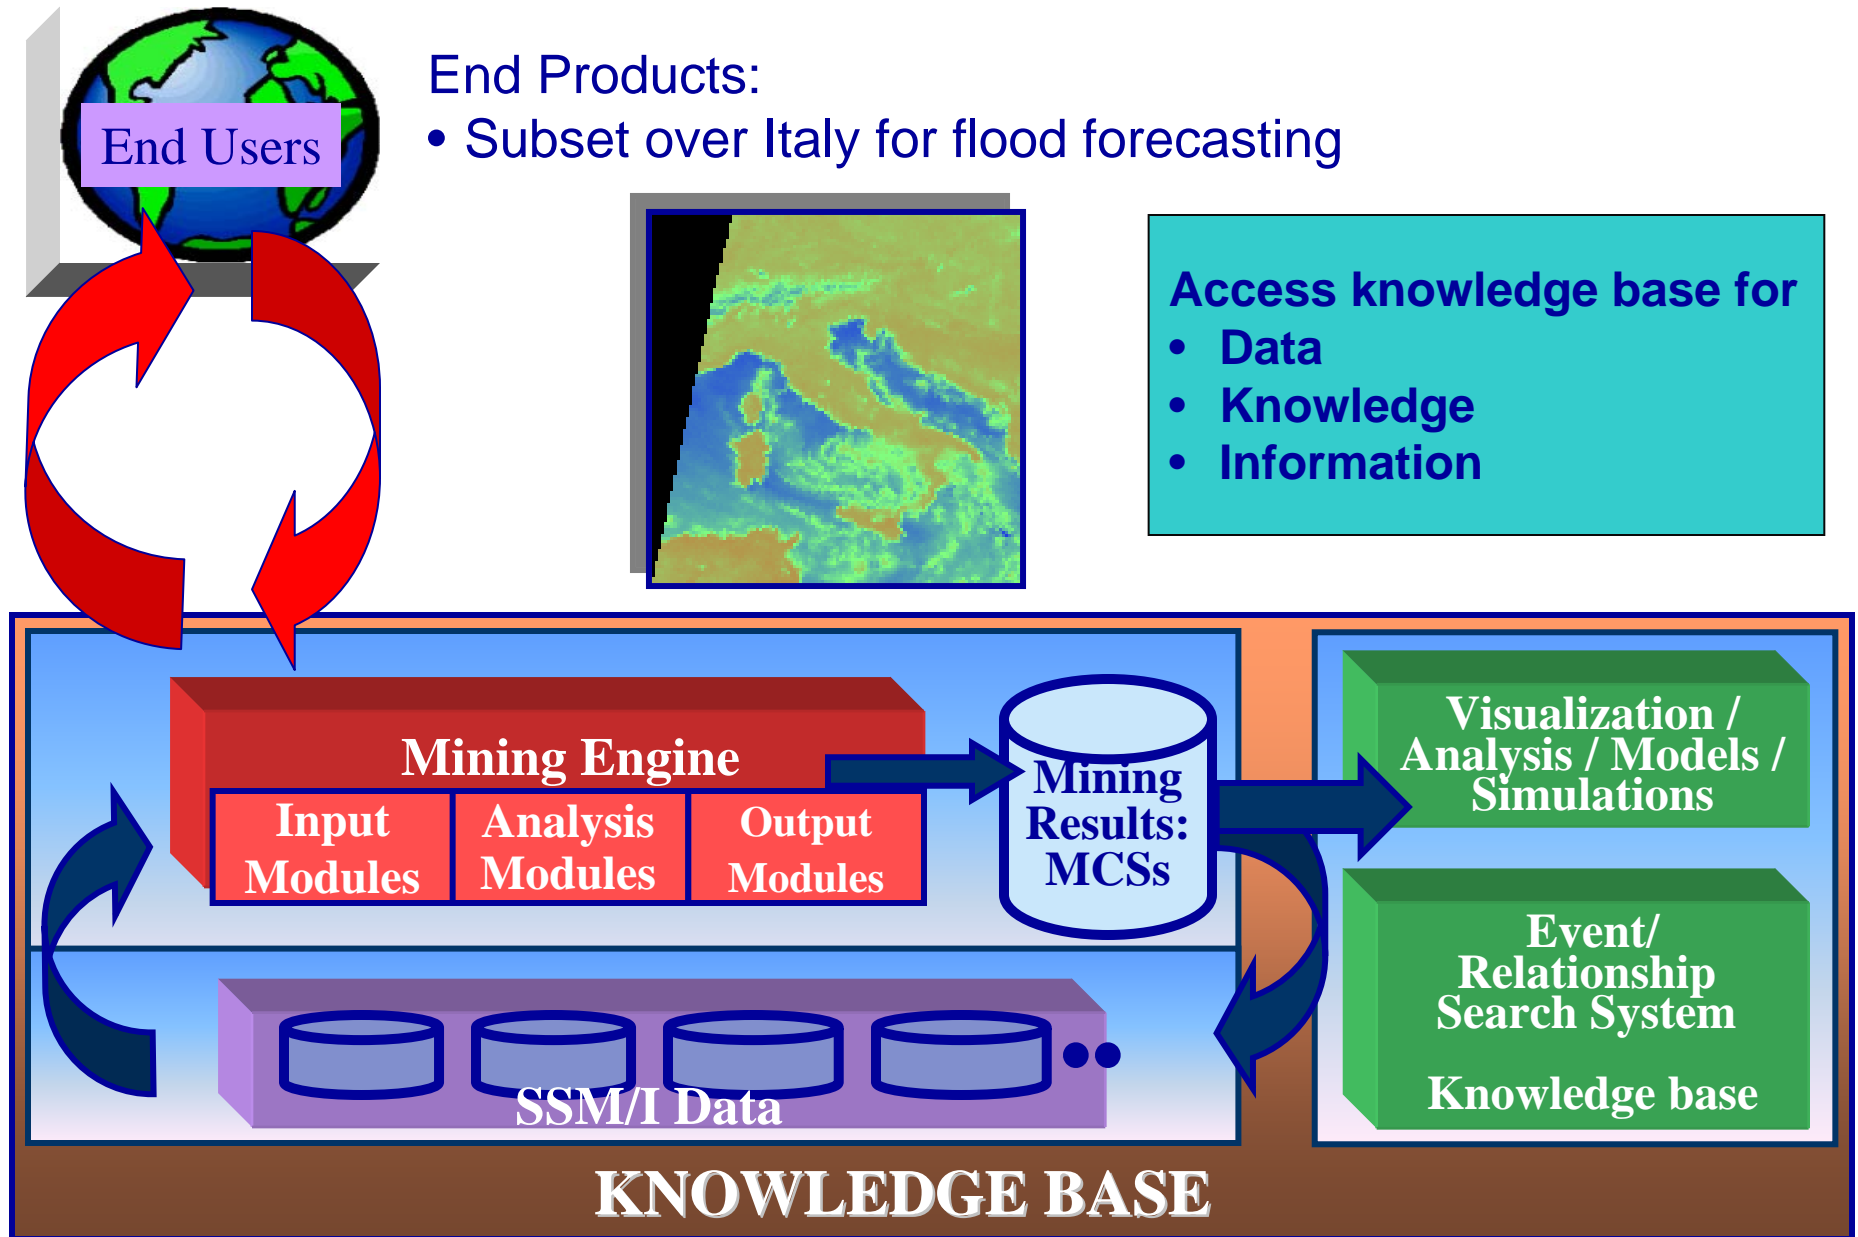 End Users
End Products:
• Subset over Italy for flood forecasting
Access knowledge base for
• Data
• Knowledge
• Information
Mining Engine
Input
Modules
Analysis
Modules
Output
Modules
Mining
Results:
MCSs
Visualization /
Analysis / Models /
Simulations
Event/
Relationship
Search System
Knowledge base
SSM/I Data
KNOWLEDGE BASE